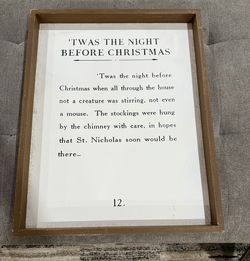 'TWAS THE NIGHT
BEFORE CHRISTMAS
'Twas the night before
Christmas when all through the house
not a creature was stirring, not even
a mouse. The stockings were hung
by the chimney with care, in hopes
that St. Nicholas soon would be
there...
12.